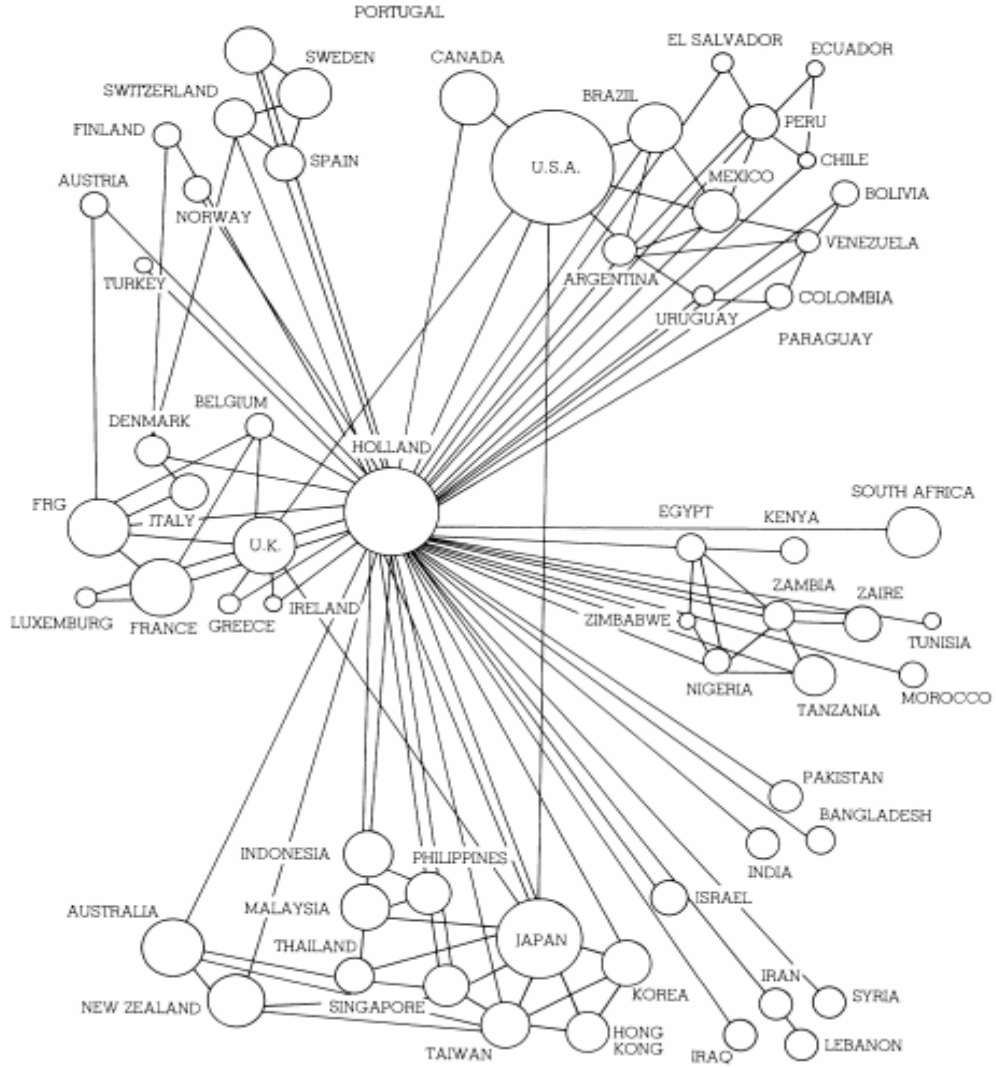 PORTUGAL
SWEDEN
CANADA
EL SALVADOR
ECUADOR
SWITZERLAND
BRAZIL
FINLAND
SPAIN
U.S.A.
PERU
CHILE
AUSTRIA
MEXICO
BOLIVIA
NORWAY
VENEZUELA
TURKEY
ARGENTINA
COLOMBIA
URUGUAY
PARAGUAY
BELGIUM
DENMARK
HOLLAND
FRG
SOUTH AFRICA
EGYPT
KENYA
ITALY
U.K.
ZAMBIA
ZAIRE
LUXEMBURG
FRANCE
GREECE
IRELAND
ZIMBABWE
TUNISIA
NIGERIA
TANZANIA
MOROCCO
PAKISTAN
BANGLADESH
INDONESIA
PHILIPPINES
INDIA
ISRAEL
AUSTRALIA
MALAYSIA
JAPAN
THAILAND
IRAN
NEW ZEALAND
SINGAPORE
KOREA
SYRIA
TAIWAN
HONG
KONG
IRAQ
LEBANON